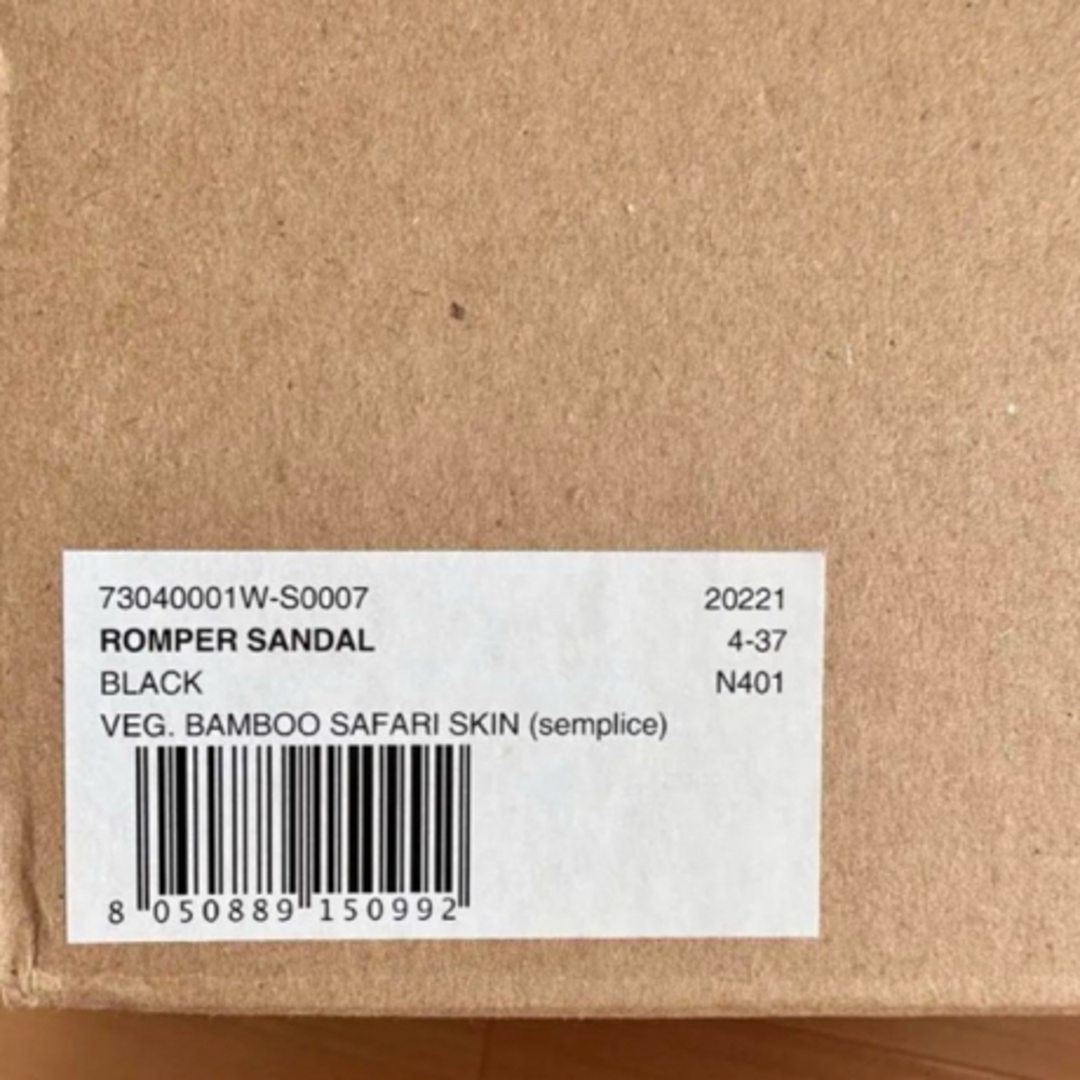 73040001W-S0007 20221
ROMPER SANDAL 4-37
BLACK N401
VEG. BAMBOO SAFARI SKIN (semplice)
8 050889 150992